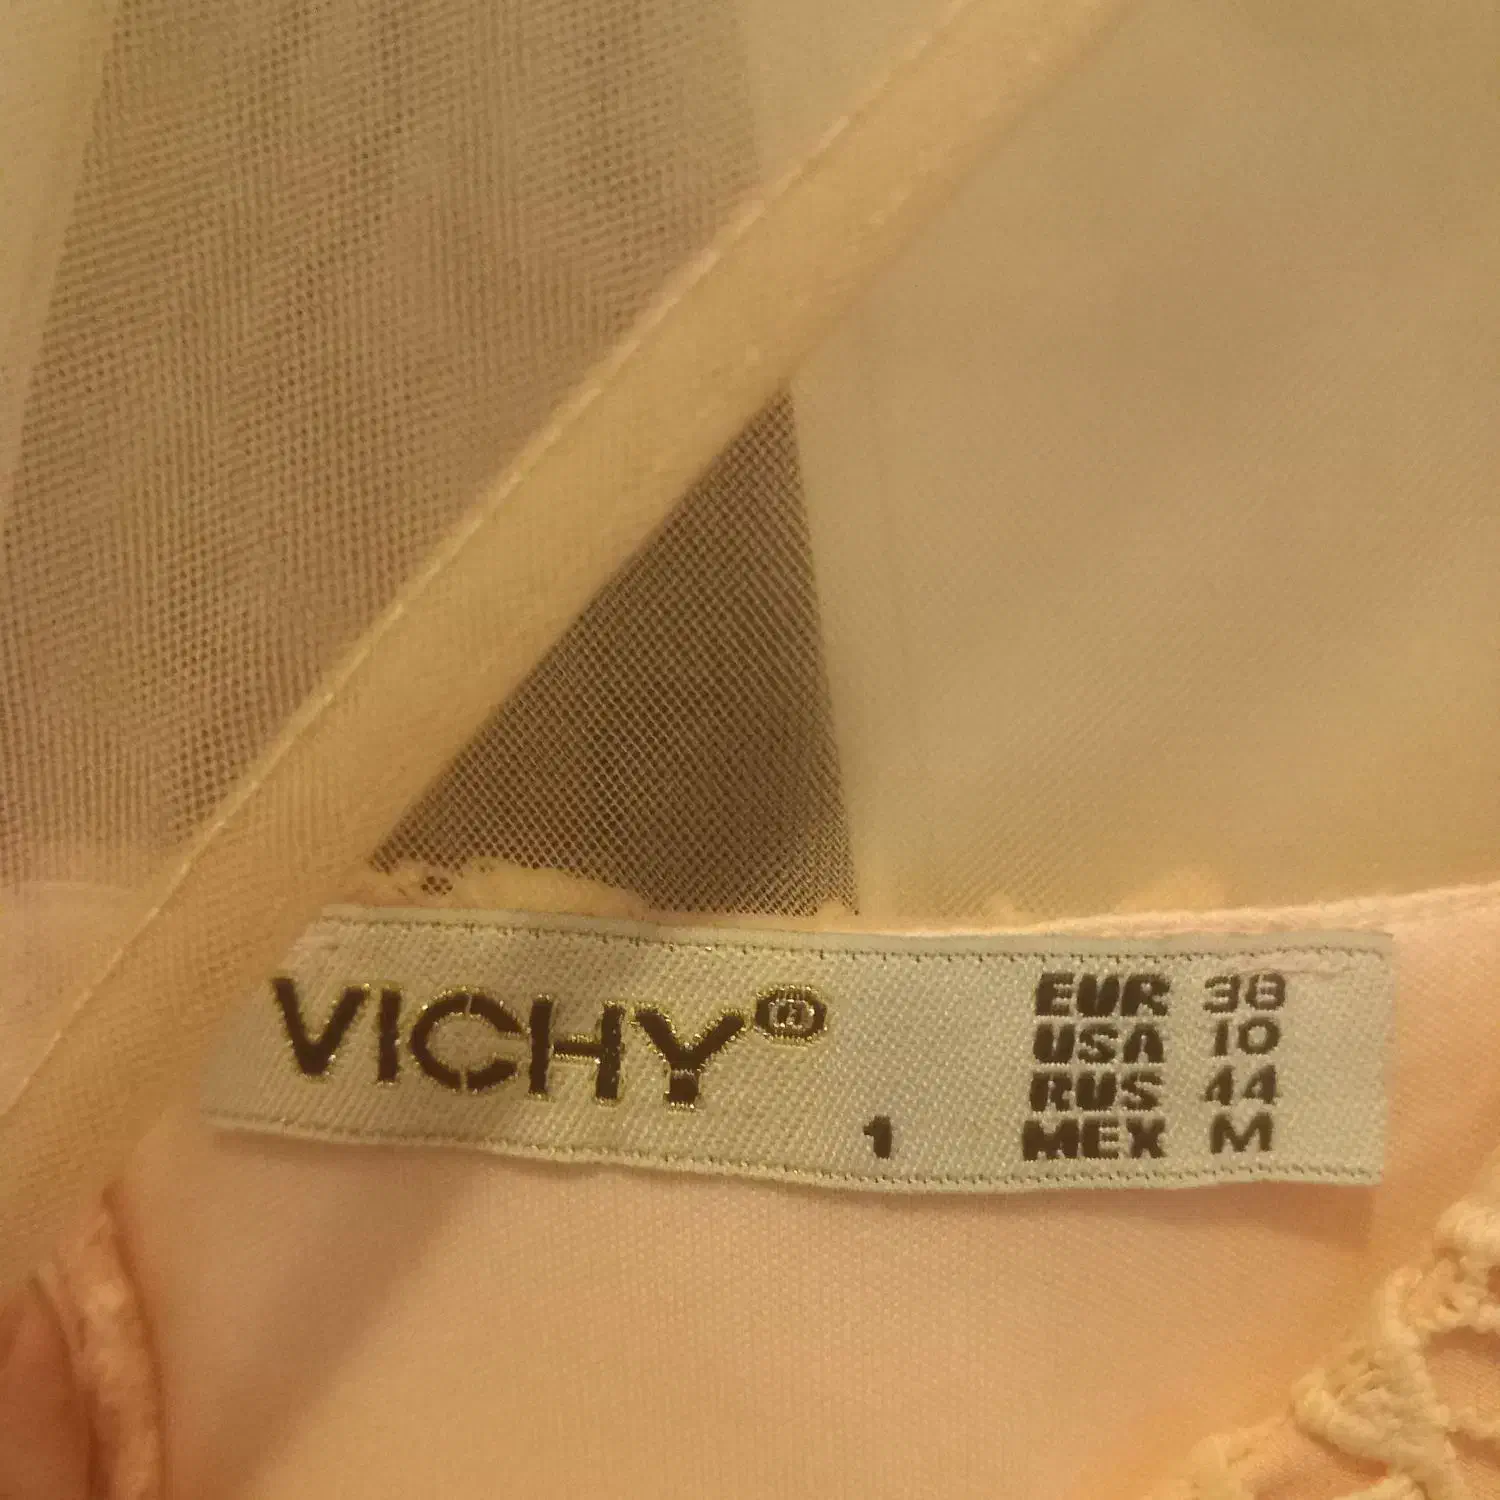 VICHY®
1
EUR 38
USA 10
RUS 44
MEX M